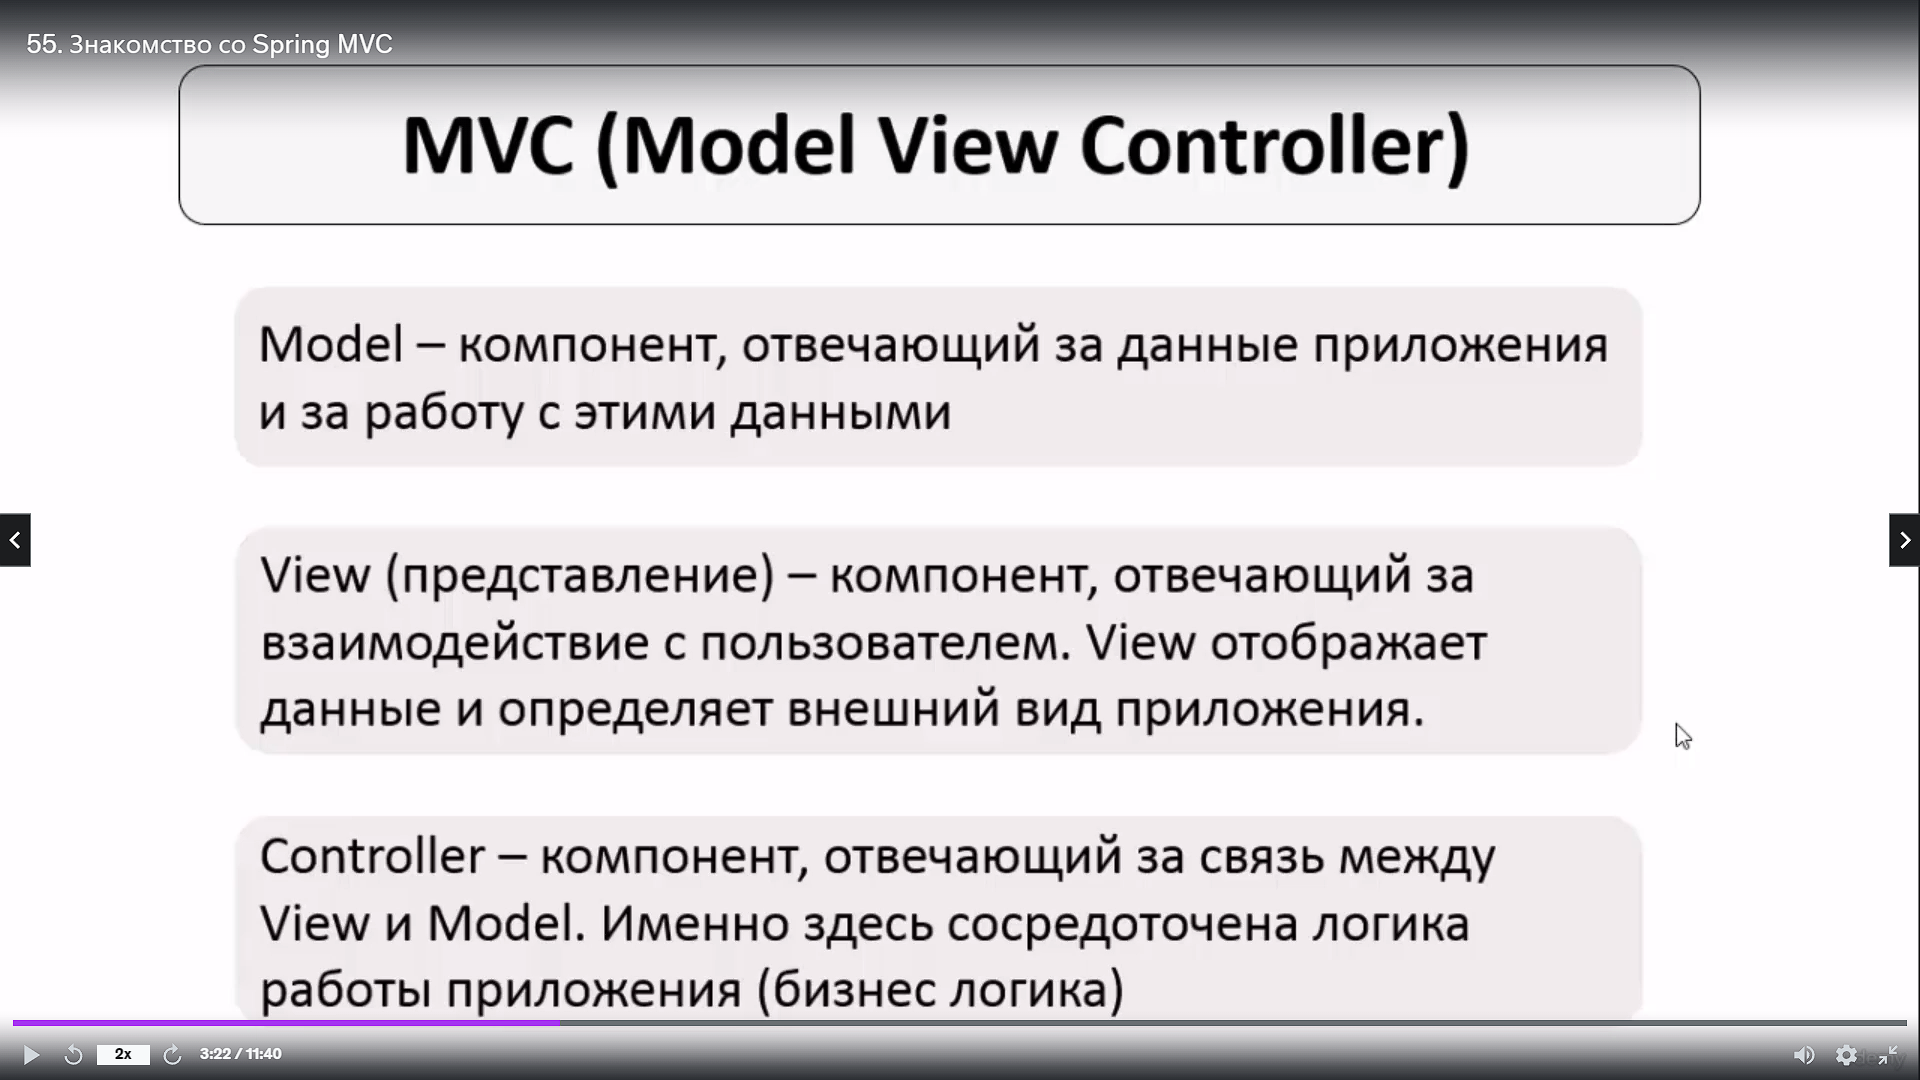 55. Знакомство со Spring MVC
MVC (Model View Controller)
Model – компонент, отвечающий за данные приложения
и за работу с этими данными
View (представление) – компонент, отвечающий за
взаимодействие с пользователем. View отображает
данные и определяет внешний вид приложения.
Controller – компонент, отвечающий за связь между
View и Model. Именно здесь сосредоточена логика
работы приложения (бизнес логика)
2x
3:22 / 11:40